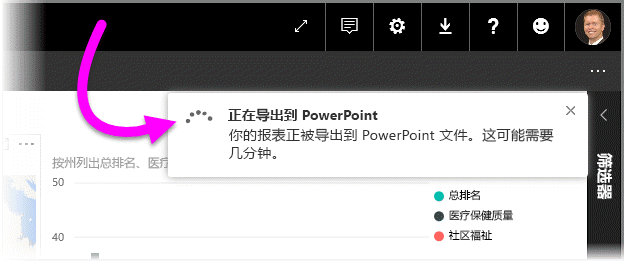 正在导出到 PowerPoint
你的报表正被导出到 PowerPoint 文件。这可能需要
几分钟。
按州列出总排名、医疗
筛选器
50
总排名
医疗保健质量
40
社区福祉